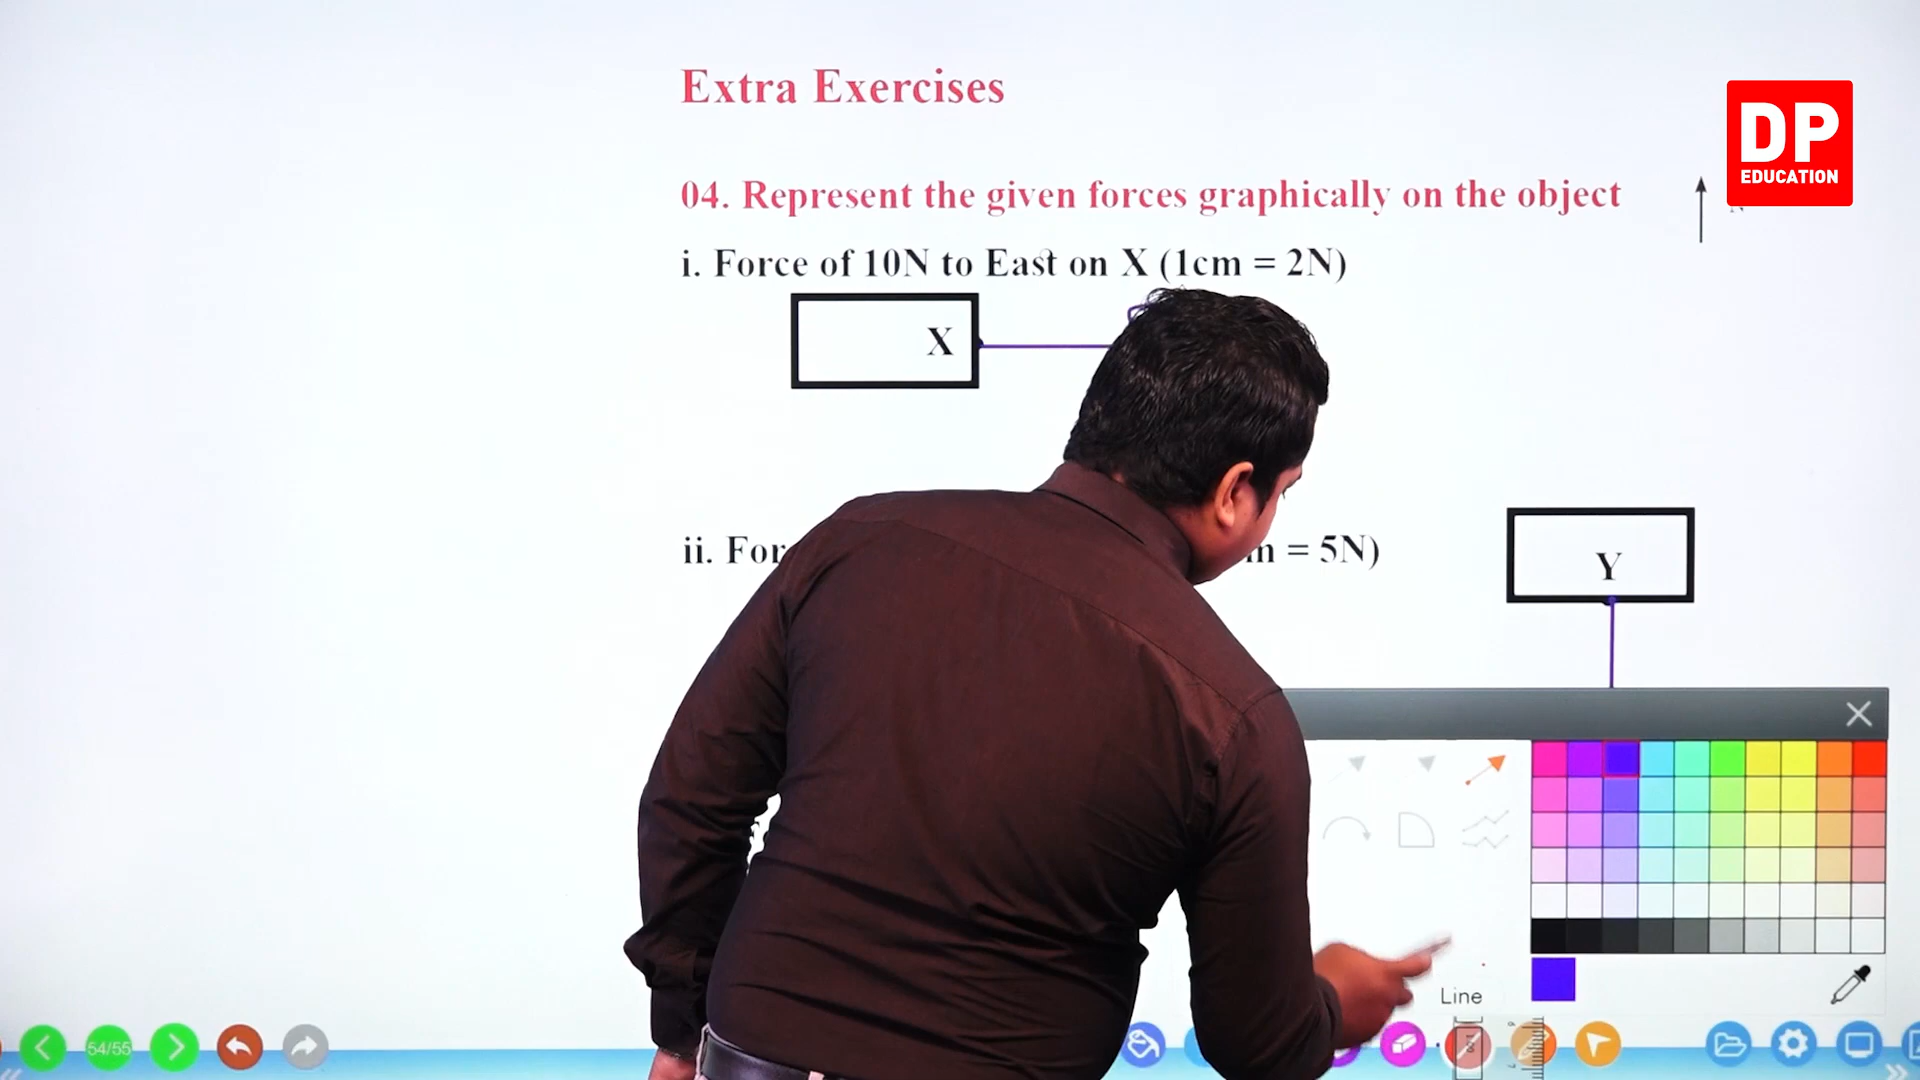 Extra Exercises
DP
EDUCATION
04. Represent the given forces graphically on the object
i. Force of 10N to East on X (1cm = 2N)
X
ii. For
= 5N)
Y
Line
54/55